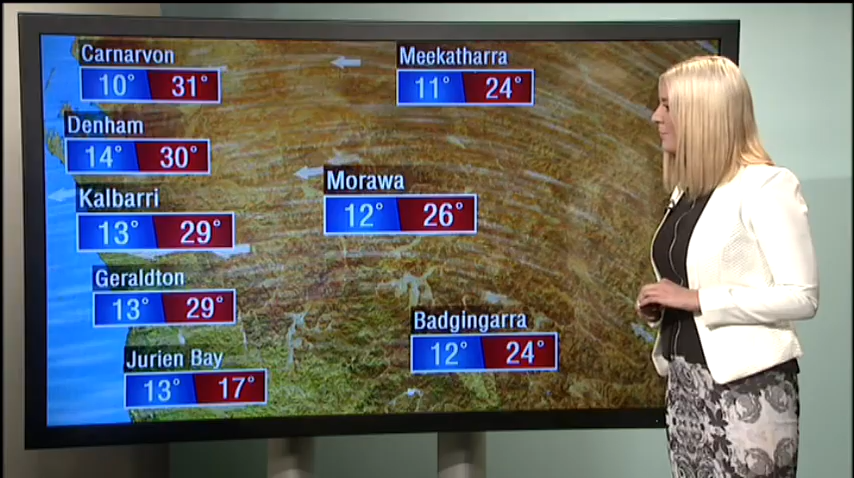 Carnarvon
10° 31°
Meekatharra
11° 24°
Denham
14° 30°
Morawa
12° 26°
Kalbarri
13° 29°
Geraldton
13° 29°
Badgingarra
12° 24°
Jurien Bay
13° 17°